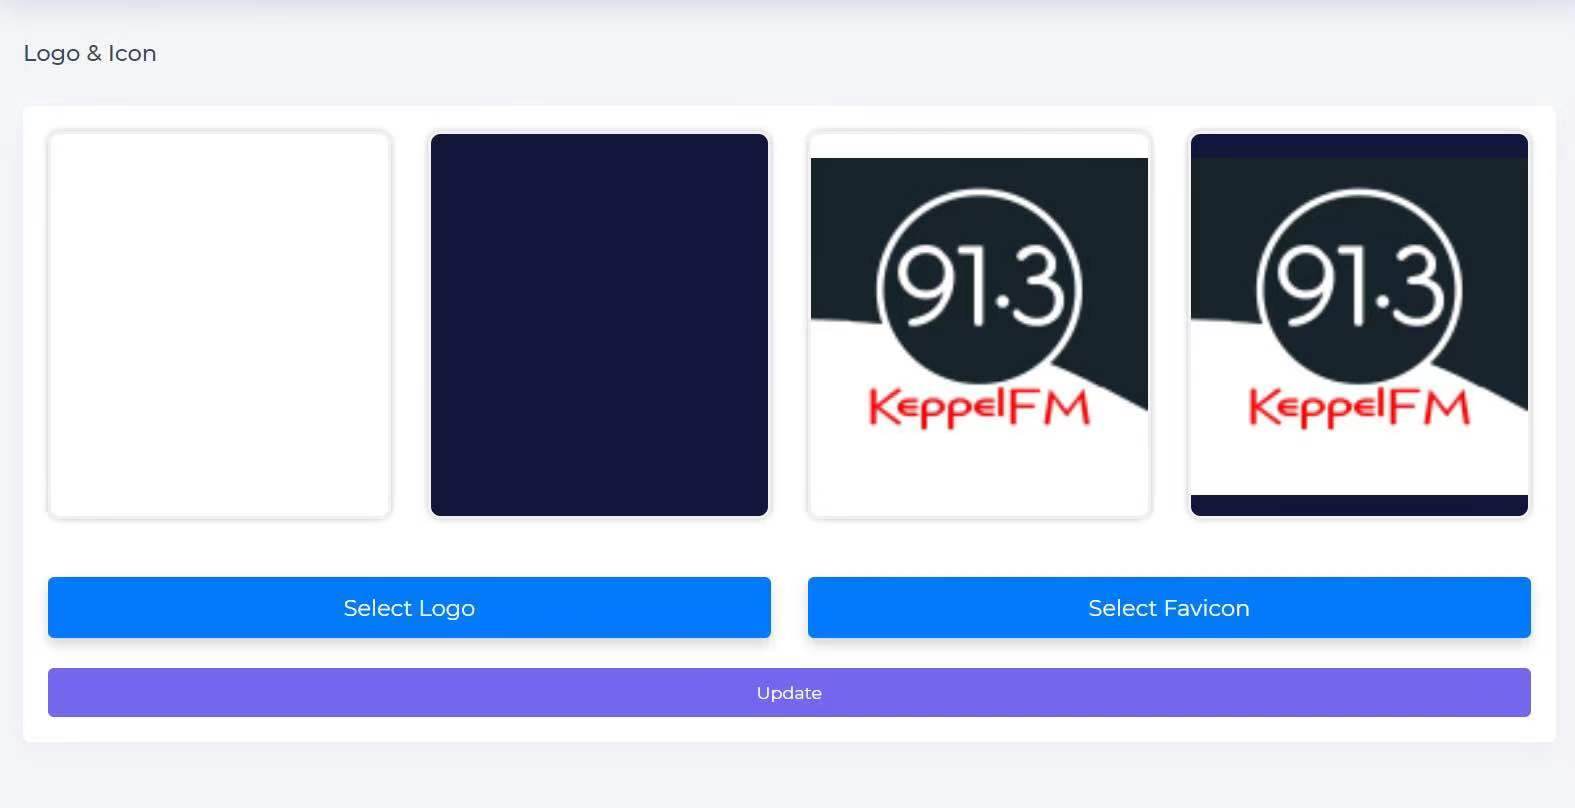 Logo & Icon
91.3
KeppelFM
91.3
KeppelFM
Select Logo
Select Favicon
Update